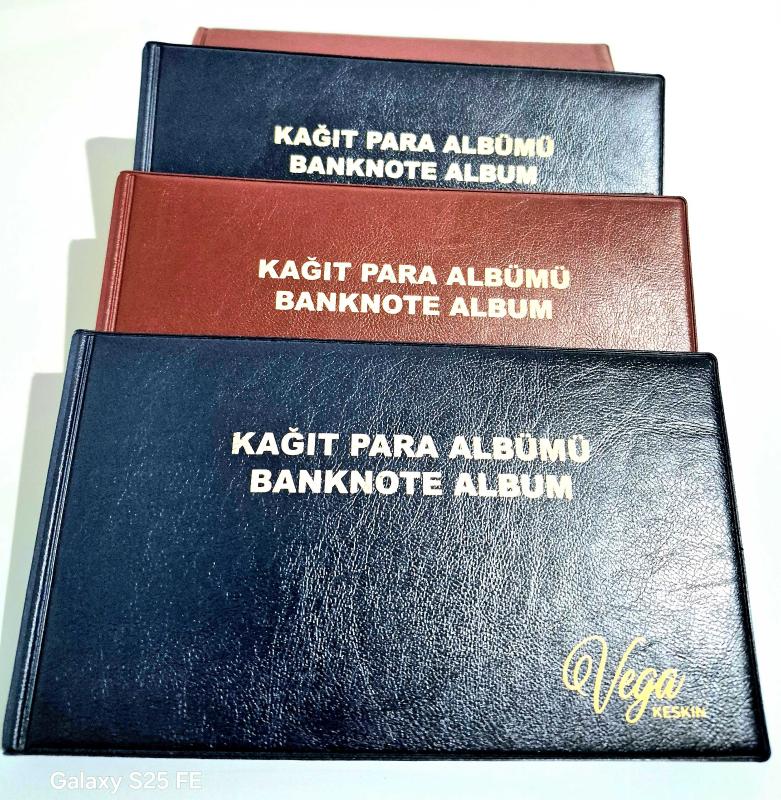 KAĞIT PARA ALBÜMÜ
BANKNOTE ALBUM
KAĞIT PARA ALBÜMÜ
BANKNOTE ALBUM
KAĞIT PARA ALBÜMÜ
BANKNOTE ALBUM
Vega
KESKİN
Galaxy S25 FE